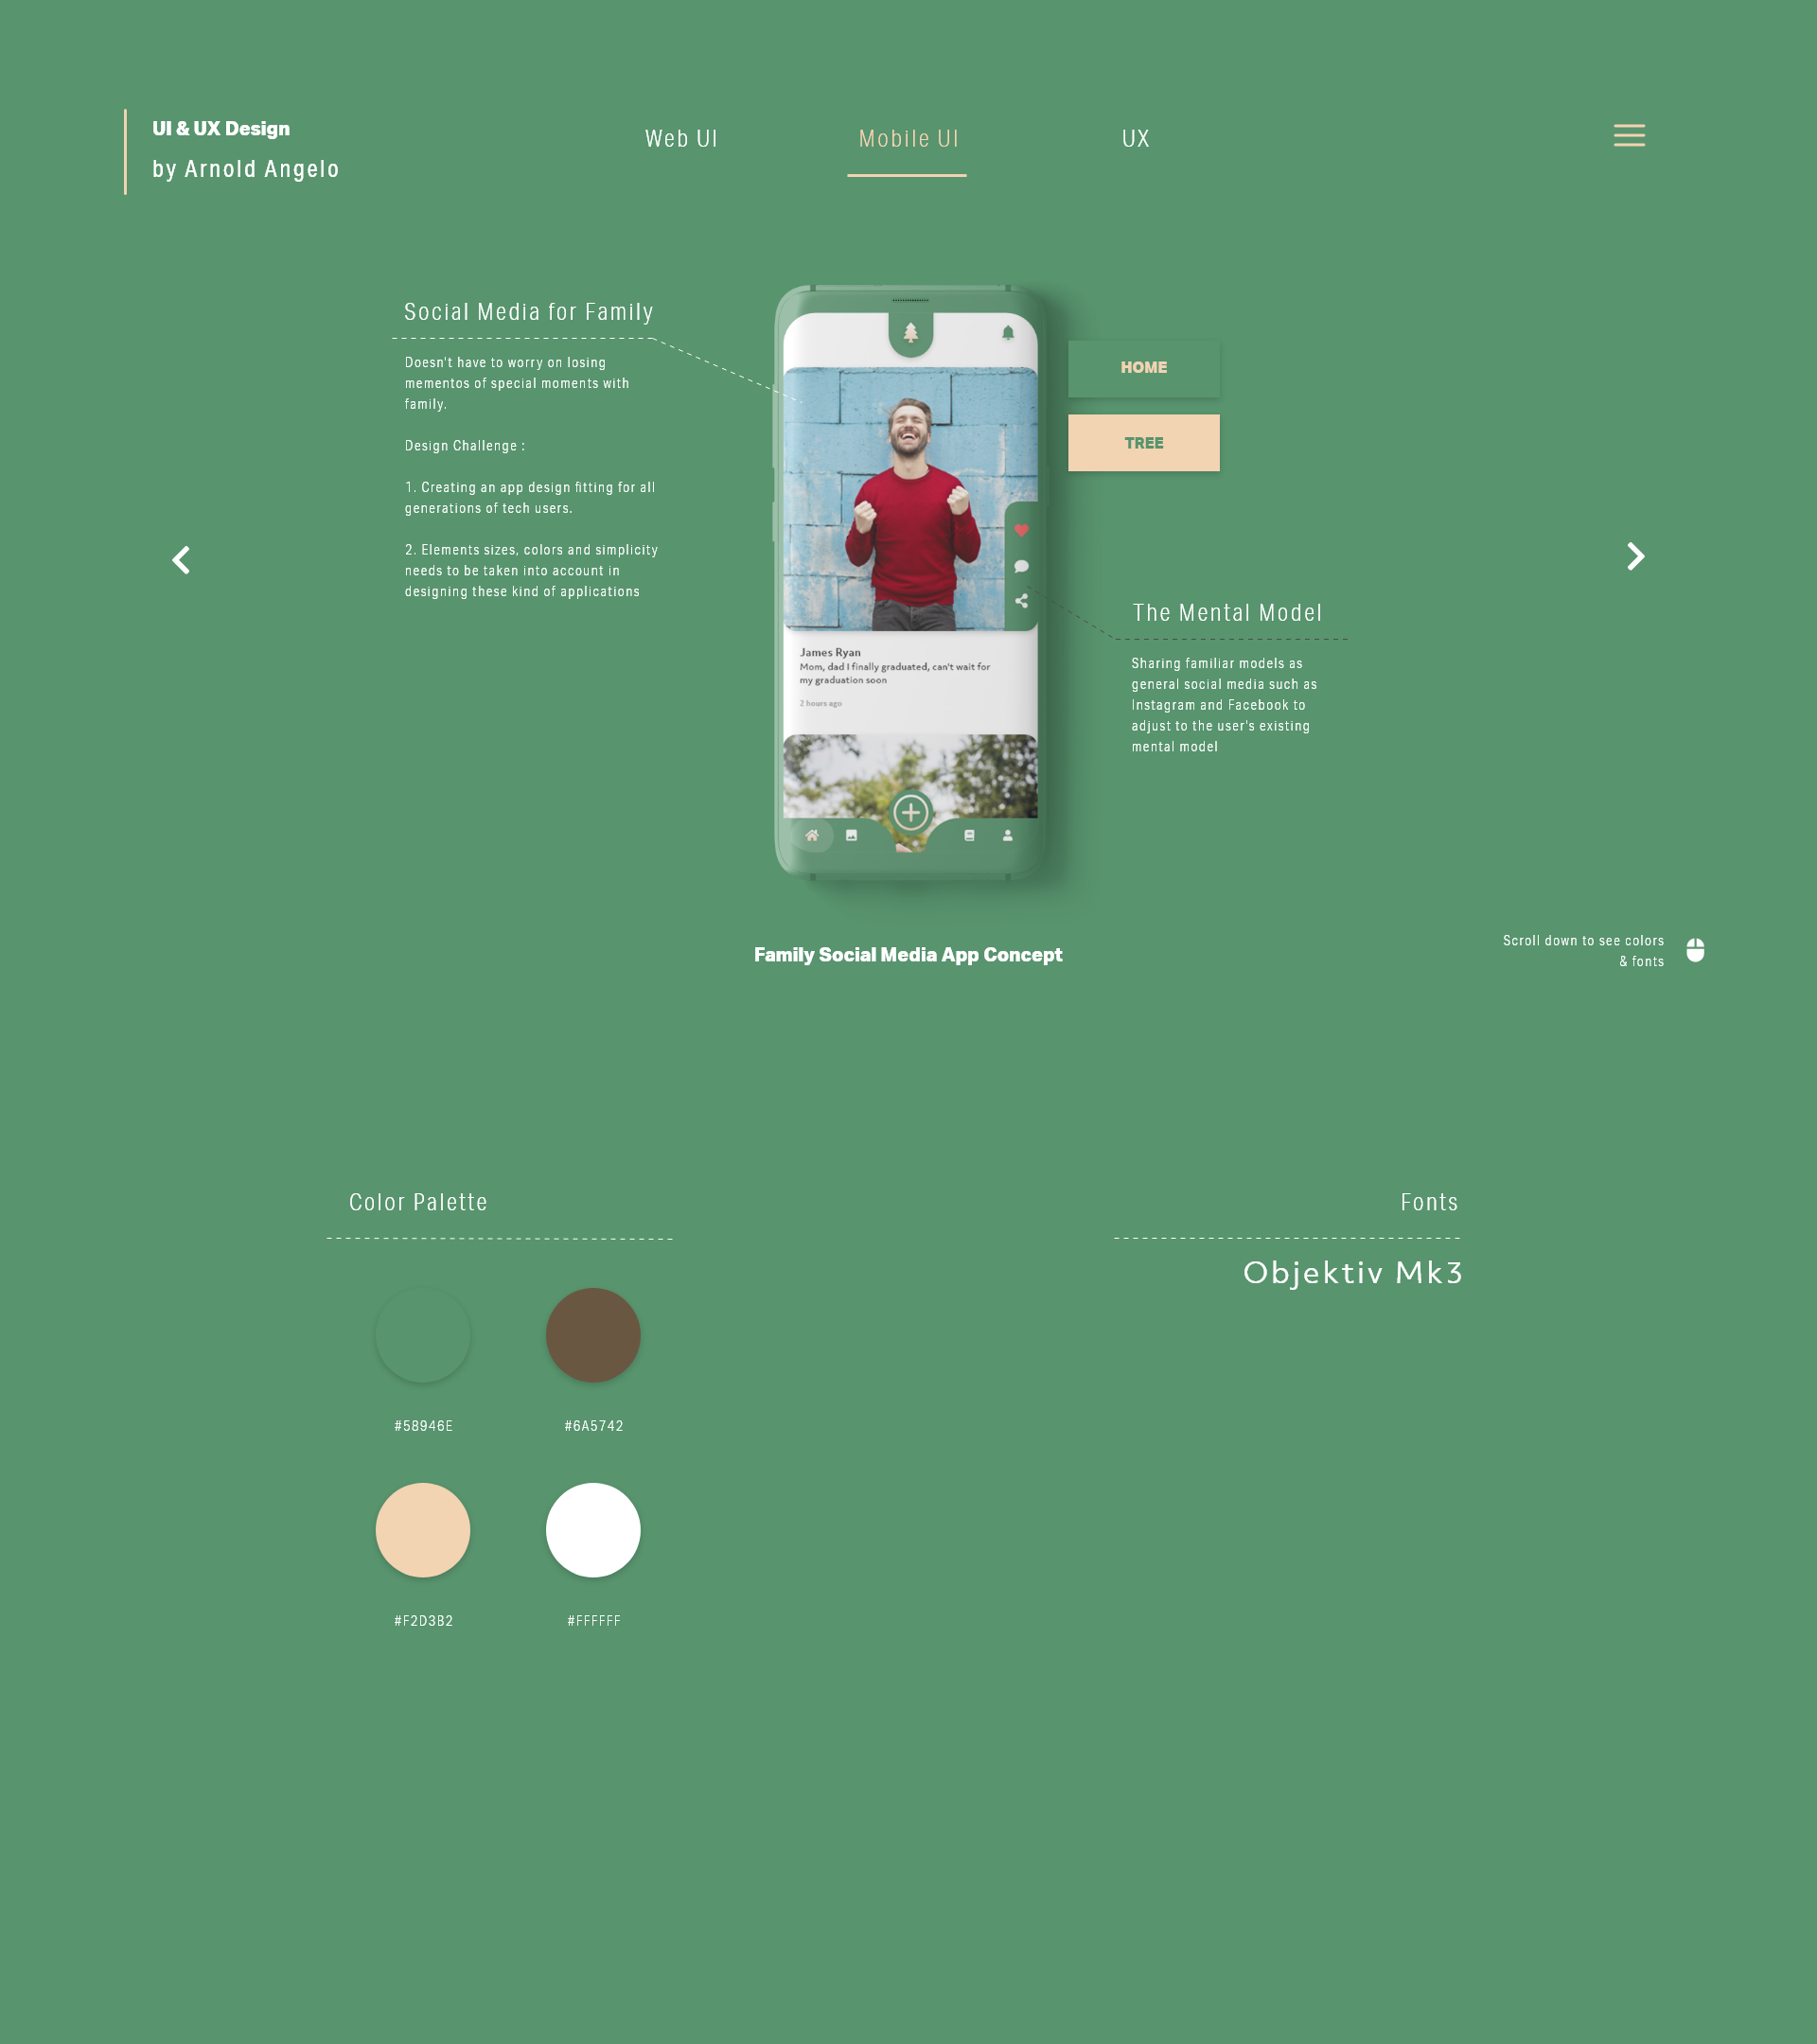 UI & UX Design
by Arnold Angelo
Web UI
Mobile UI
UX
Social Media for Family
Doesn't have to worry on losing
mementos of special moments with
family.
Design Challenge :
1. Creating an app design fitting for all
generations of tech users.
2. Elements sizes, colors and simplicity
needs to be taken into account in
designing these kind of applications
HOME
TREE
James Ryan
Mom, dad I finally graduated, can't wait for
my graduation soon
2 hours ago
The Mental Model
Sharing familiar models as
general social media such as
Instagram and Facebook to
adjust to the user's existing
mental model
Family Social Media App Concept
Scroll down to see colors
& fonts
Color Palette
#58946E
#6A5742
#F2D3B2
#FFFFFF
Fonts
Objektiv Mk3